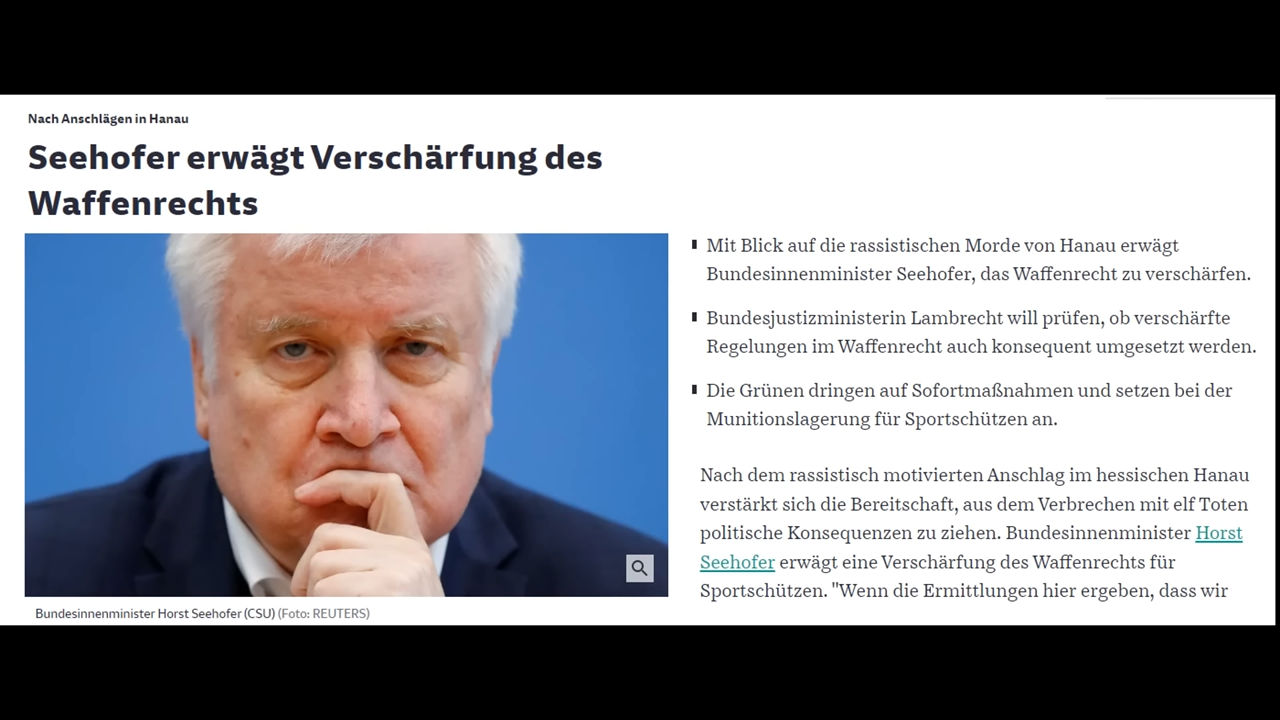 Nach Anschlägen in Hanau
Seehofer erwägt Verschärfung des
Waffenrechts
Bundesinnenminister Horst Seehofer (CSU) (Foto: REUTERS)
Mit Blick auf die rassistischen Morde von Hanau erwägt
Bundesinnenminister Seehofer, das Waffenrecht zu verschärfen.
Bundesjustizministerin Lambrecht will prüfen, ob verschärfte
Regelungen im Waffenrecht auch konsequent umgesetzt werden.
Die Grünen dringen auf Sofortmaßnahmen und setzen bei der
Munitionslagerung für Sportschützen an.
Nach dem rassistisch motivierten Anschlag im hessischen Hanau
verstärkt sich die Bereitschaft, aus dem Verbrechen mit elf Toten
politische Konsequenzen zu ziehen. Bundesinnenminister Horst
Seehofer erwägt eine Verschärfung des Waffenrechts für
Sportschützen. "Wenn die Ermittlungen hier ergeben, dass wir